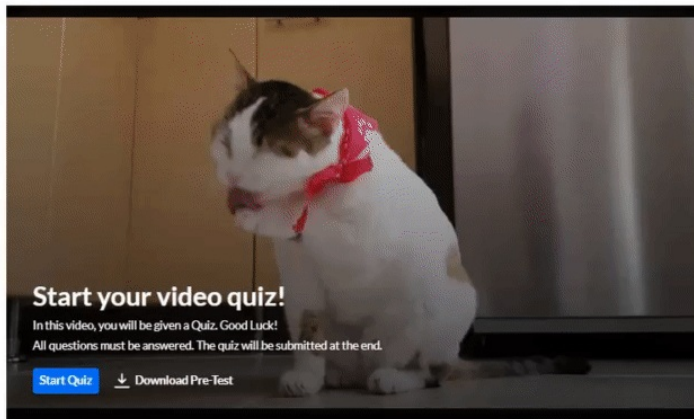 Start your video quiz!
In this video, you will be given a Quiz. Good Luck!
All questions must be answered. The quiz will be submitted at the end.
Start Quiz Download Pre-Test